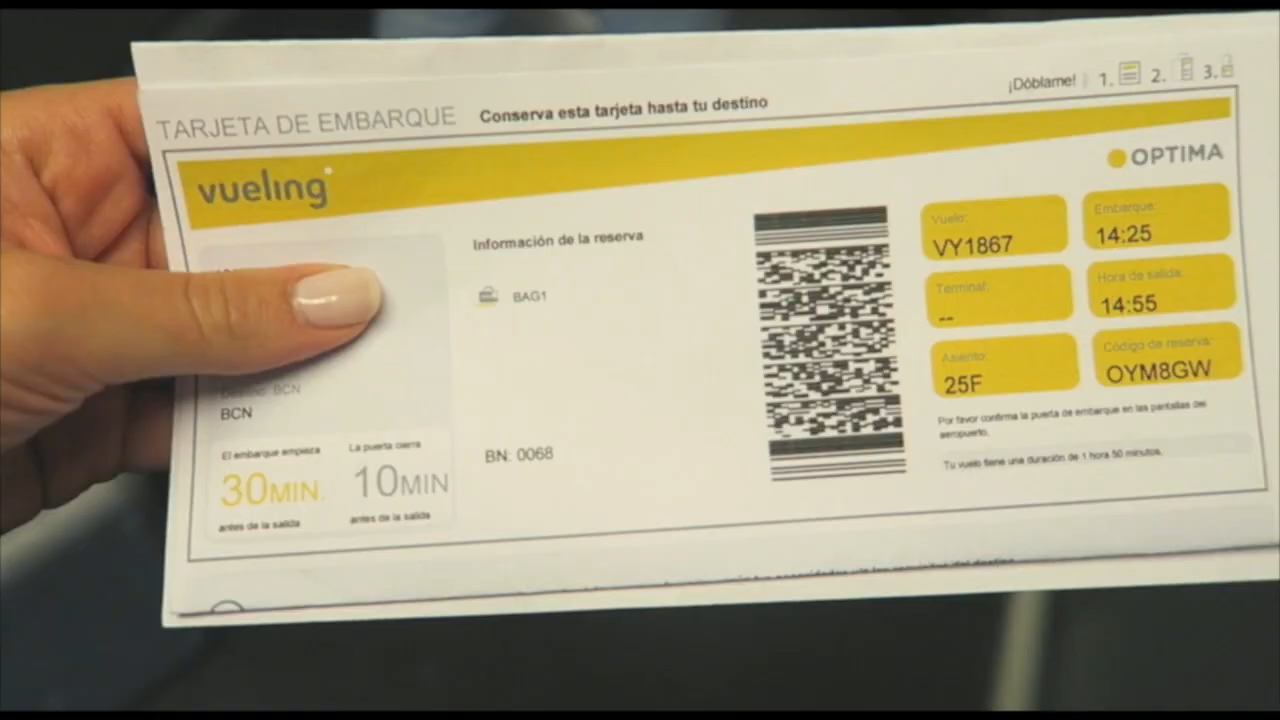 ¡Dóblame! 1. 2. 3.
TARJETA DE EMBARQUE Conserva esta tarjeta hasta tu destino
vueling
OPTIMA
Información de la reserva
BAG1
BCN
BCN
El embarque empieza
30MIN.
antes de la salida
La puerta cierra
10MIN
antes de la salida
BN: 0068
Vuelo:
VY1867
Embarque:
14:25
Terminal:
--
Hora de salida:
14:55
Asiento:
25F
Código de reserva:
OYM8GW
Por favor confirma la puerta de embarque en las pantallas del
aeropuerto.
Tu vuelo tiene una duración de 1 hora 50 minutos.